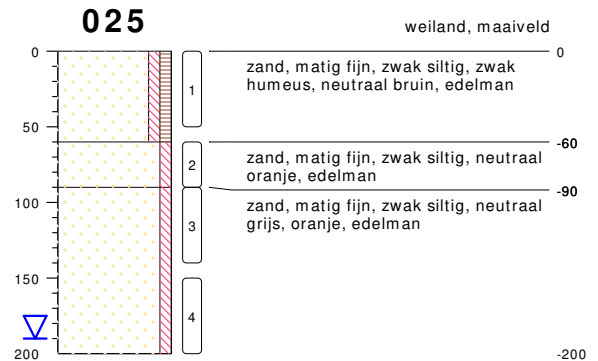 025
weiland, maaiveld
0
0
zand, matig fijn, zwak siltig, zwak
humeus, neutraal bruin, edelman
1
50
-60
zand, matig fijn, zwak siltig, neutraal
oranje, edelman
2
-90
100
zand, matig fijn, zwak siltig, neutraal
grijs, oranje, edelman
3
150
4
200
-200